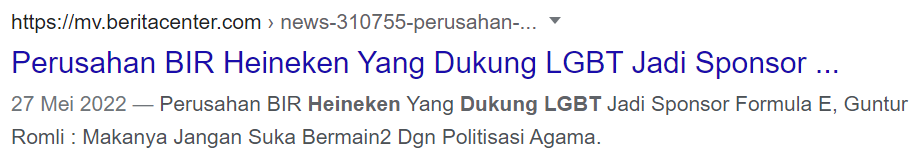 https://mv.beritacenter.com › news-310755-perusahan-...
Perusahan BIR Heineken Yang Dukung LGBT Jadi Sponsor ...
27 Mei 2022 — Perusahan BIR Heineken Yang Dukung LGBT Jadi Sponsor Formula E, Guntur
Romli : Makanya Jangan Suka Bermain2 Dgn Politisasi Agama.